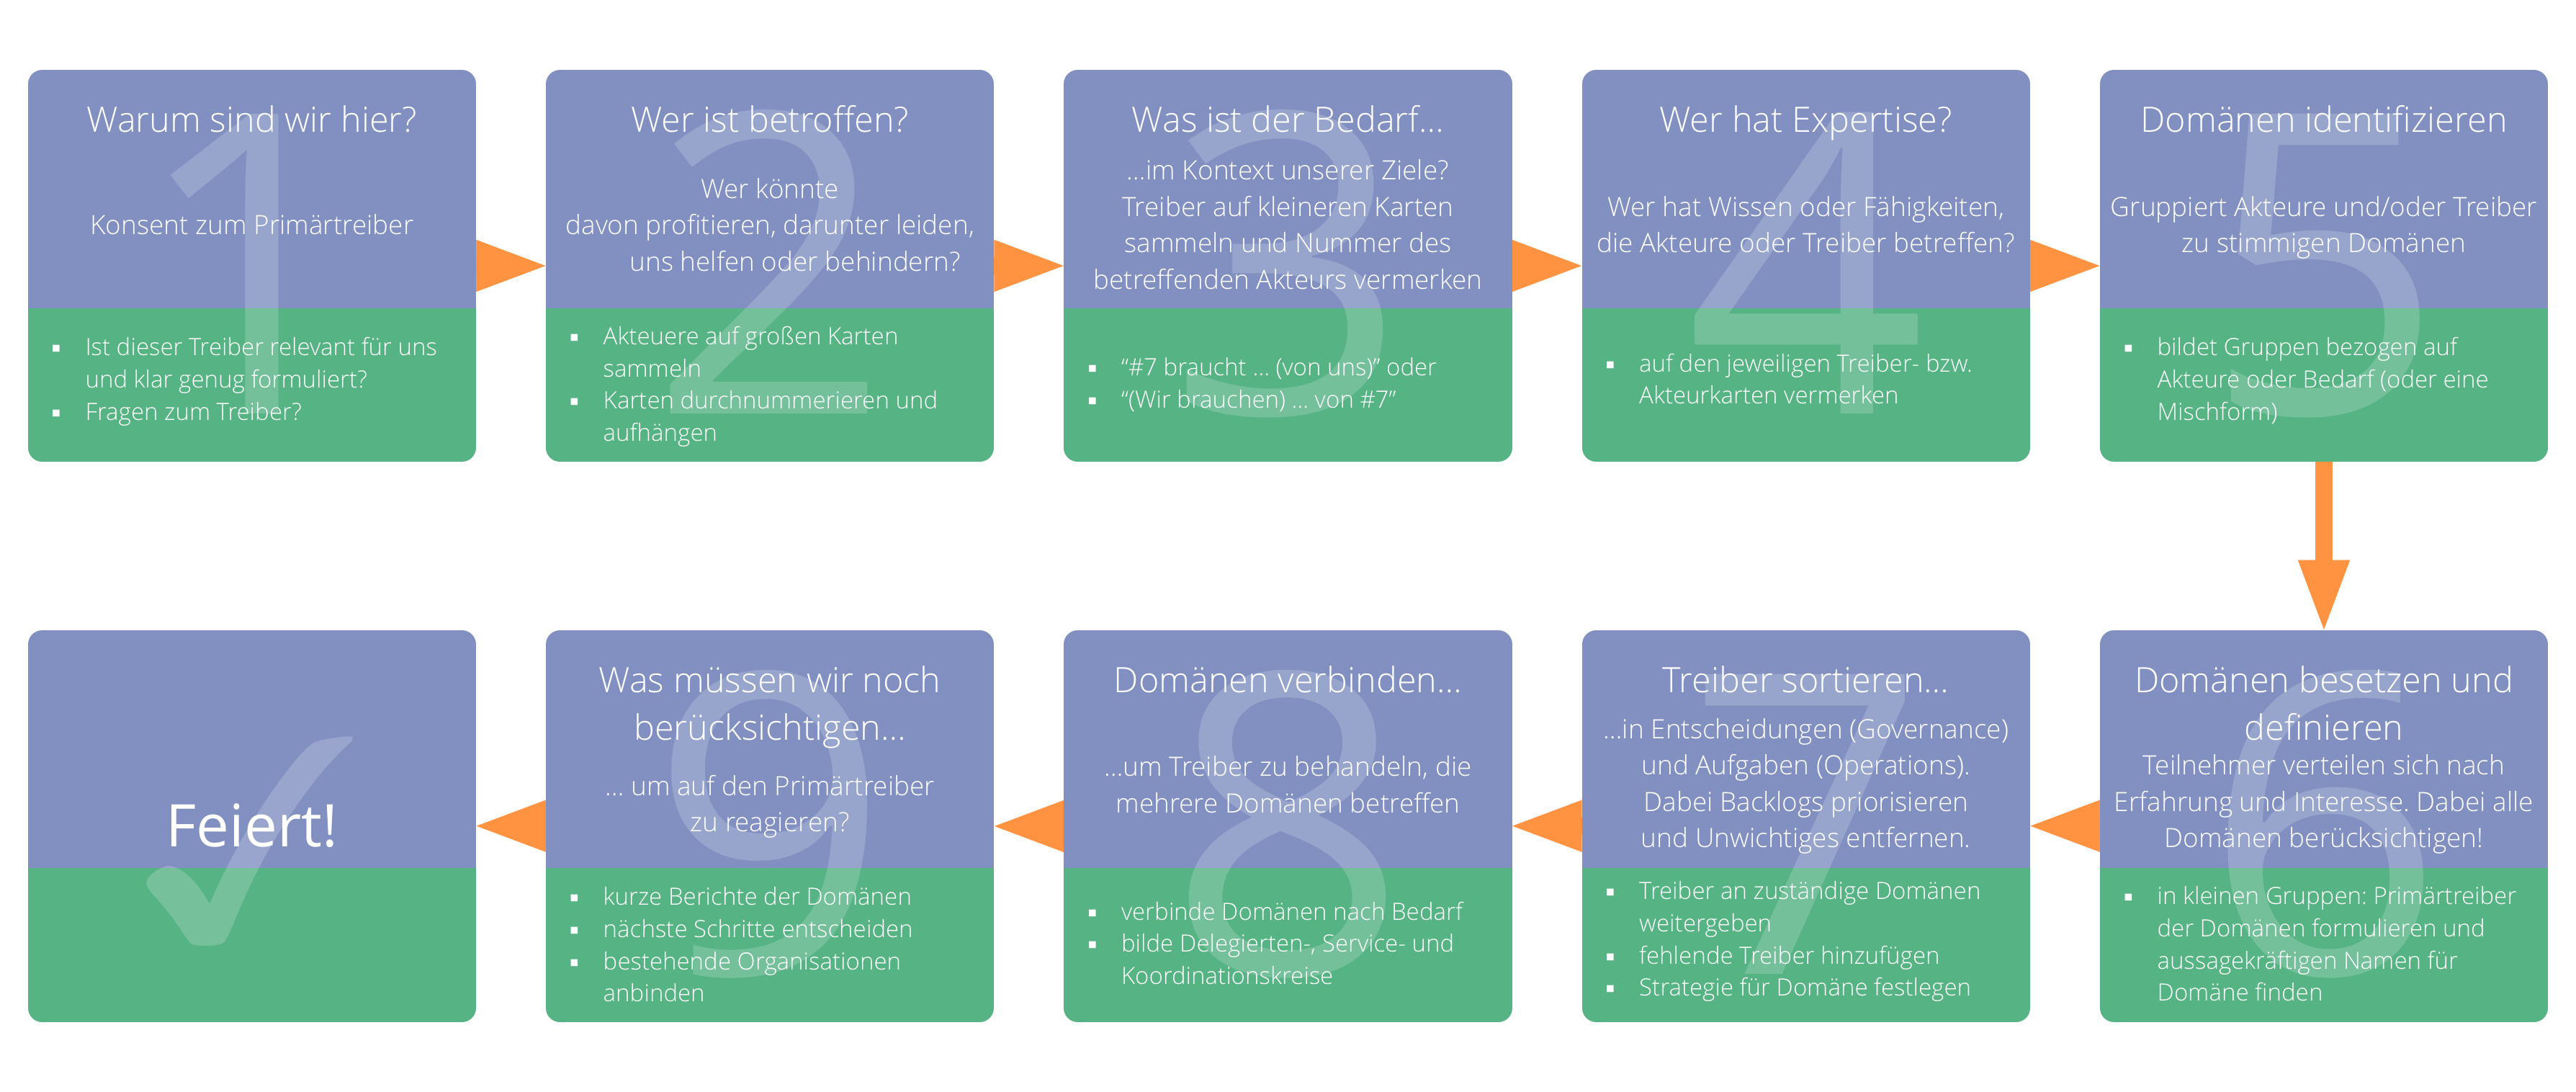 1
Warum sind wir hier?
Konsent zum Primärtreiber
▪ Ist dieser Treiber relevant für uns
und klar genug formuliert?
▪ Fragen zum Treiber?
2
Wer ist betroffen?
Wer könnte
davon profitieren, darunter leiden,
uns helfen oder behindern?
▪ Akteuere auf großen Karten
sammeln
▪ Karten durchnummerieren und
aufhängen
3
Was ist der Bedarf...
...im Kontext unserer Ziele?
Treiber auf kleineren Karten
sammeln und Nummer des
betreffenden Akteurs vermerken
▪ “#7 braucht ... (von uns)” oder
▪ “(Wir brauchen) ... von #7”
4
Wer hat Expertise?
Wer hat Wissen oder Fähigkeiten,
die Akteure oder Treiber betreffen?
▪ auf den jeweiligen Treiber- bzw.
Akteurkarten vermerken
5
Domänen identifizieren
Gruppiert Akteure und/oder Treiber
zu stimmigen Domänen
▪ bildet Gruppen bezogen auf
Akteure oder Bedarf (oder eine
Mischform)
6
Domänen besetzen und
definieren
Teilnehmer verteilen sich nach
Erfahrung und Interesse. Dabei alle
Domänen berücksichtigen!
▪ in kleinen Gruppen: Primärtreiber
der Domänen formulieren und
aussagekräftigen Namen für
Domäne finden
7
Treiber sortieren...
...in Entscheidungen (Governance)
und Aufgaben (Operations).
Dabei Backlogs priorisieren
und Unwichtiges entfernen.
▪ Treiber an zuständige Domänen
weitergeben
▪ fehlende Treiber hinzufügen
▪ Strategie für Domäne festlegen
8
Domänen verbinden...
...um Treiber zu behandeln, die
mehrere Domänen betreffen
▪ verbinde Domänen nach Bedarf
▪ bilde Delegierten-, Service- und
Koordinationskreise
9
Was müssen wir noch
berücksichtigen...
... um auf den Primärtreiber
zu reagieren?
▪ kurze Berichte der Domänen
▪ nächste Schritte entscheiden
▪ bestehende Organisationen
anbinden
✓
Feiert!